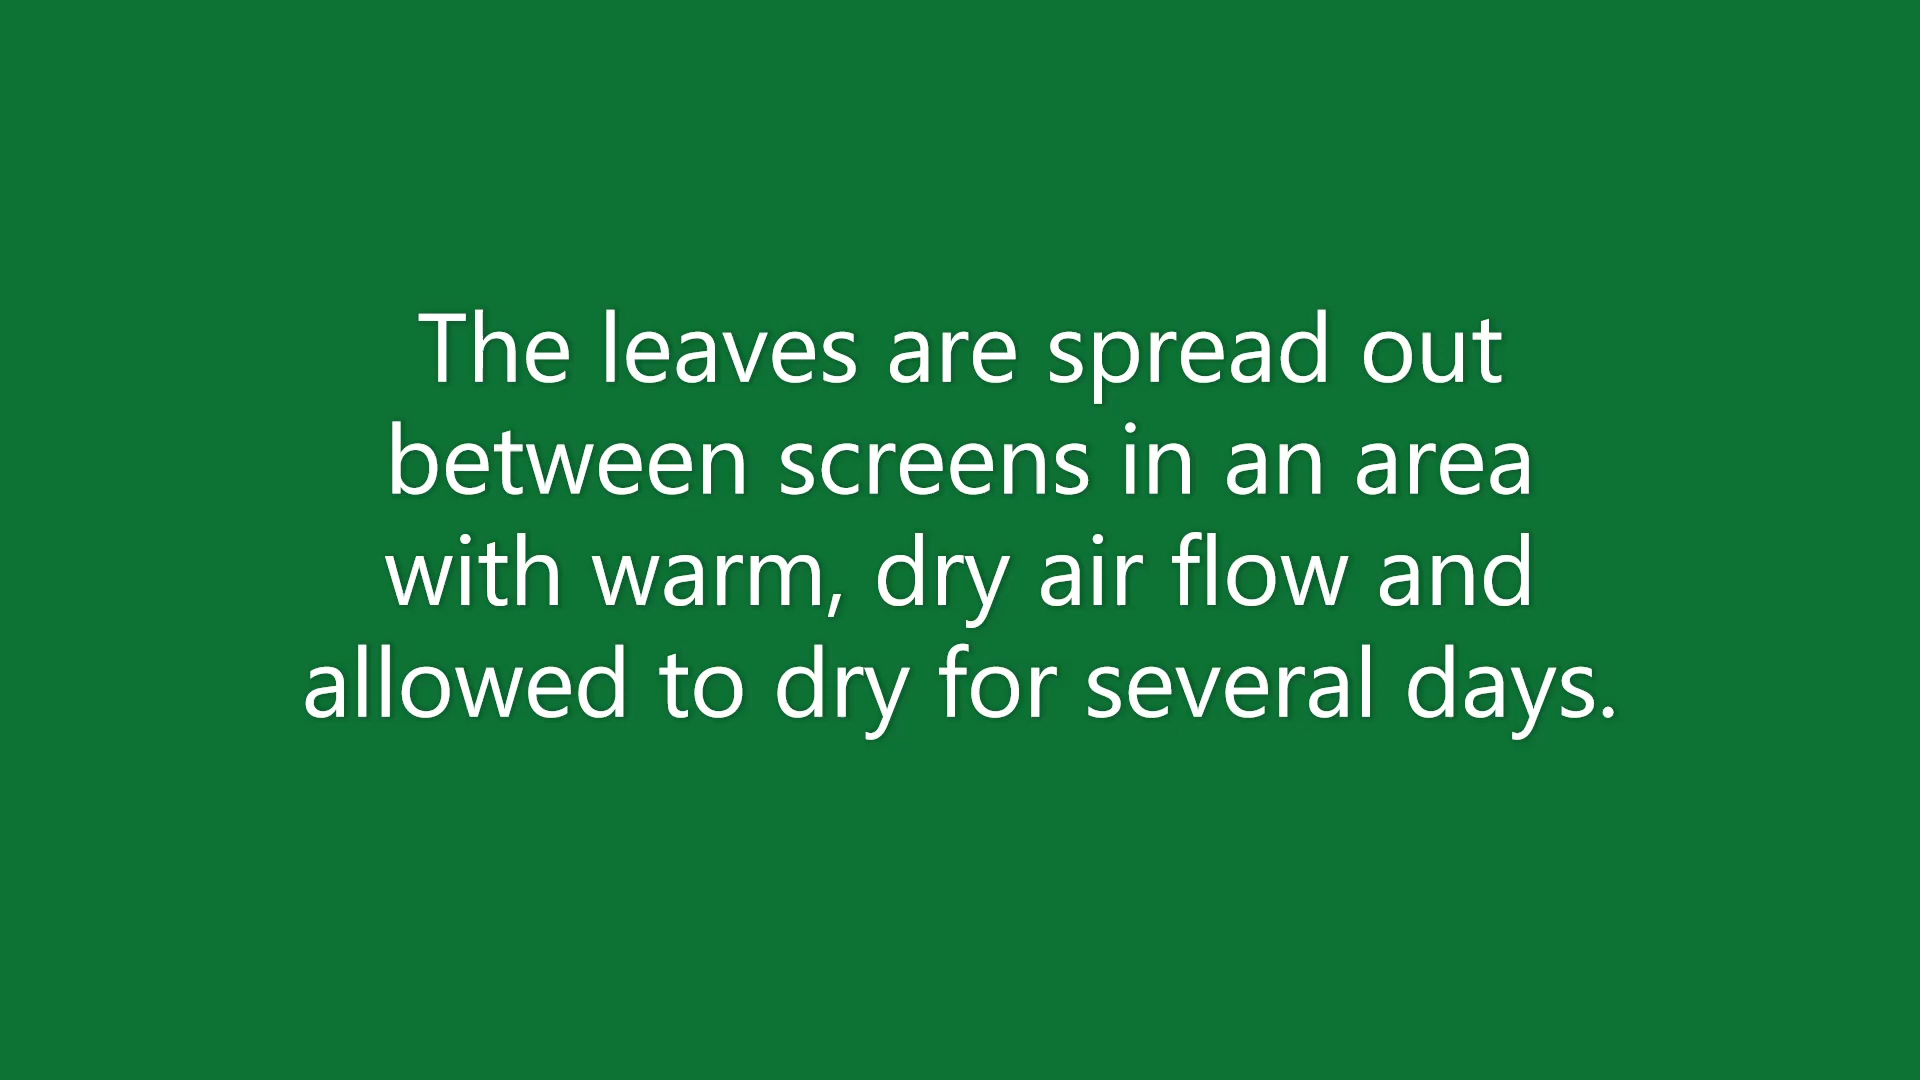 The leaves are spread out
between screens in an area
with warm, dry air flow and
allowed to dry for several days.